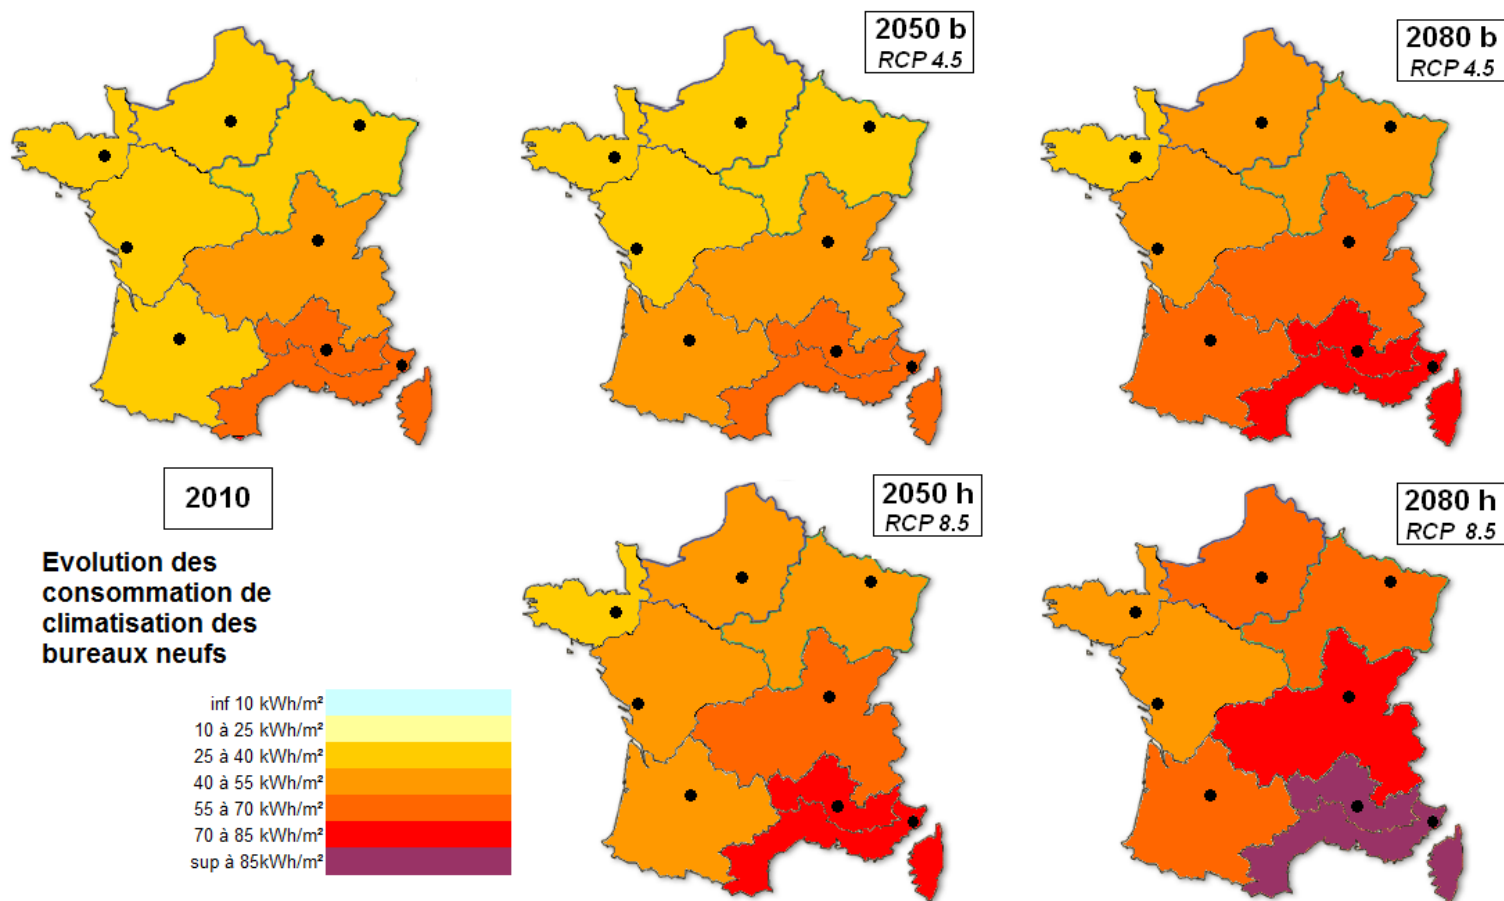 2050 b
RCP 4.5
2080 b
RCP 4.5
2010
2050 h
RCP 8.5
2080 h
RCP 8.5
Evolution des
consommation de
climatisation des
bureaux neufs
inf 10 kWh/m²
10 à 25 kWh/m²
25 à 40 kWh/m²
40 à 55 kWh/m²
55 à 70 kWh/m²
70 à 85 kWh/m²
sup à 85kWh/m²